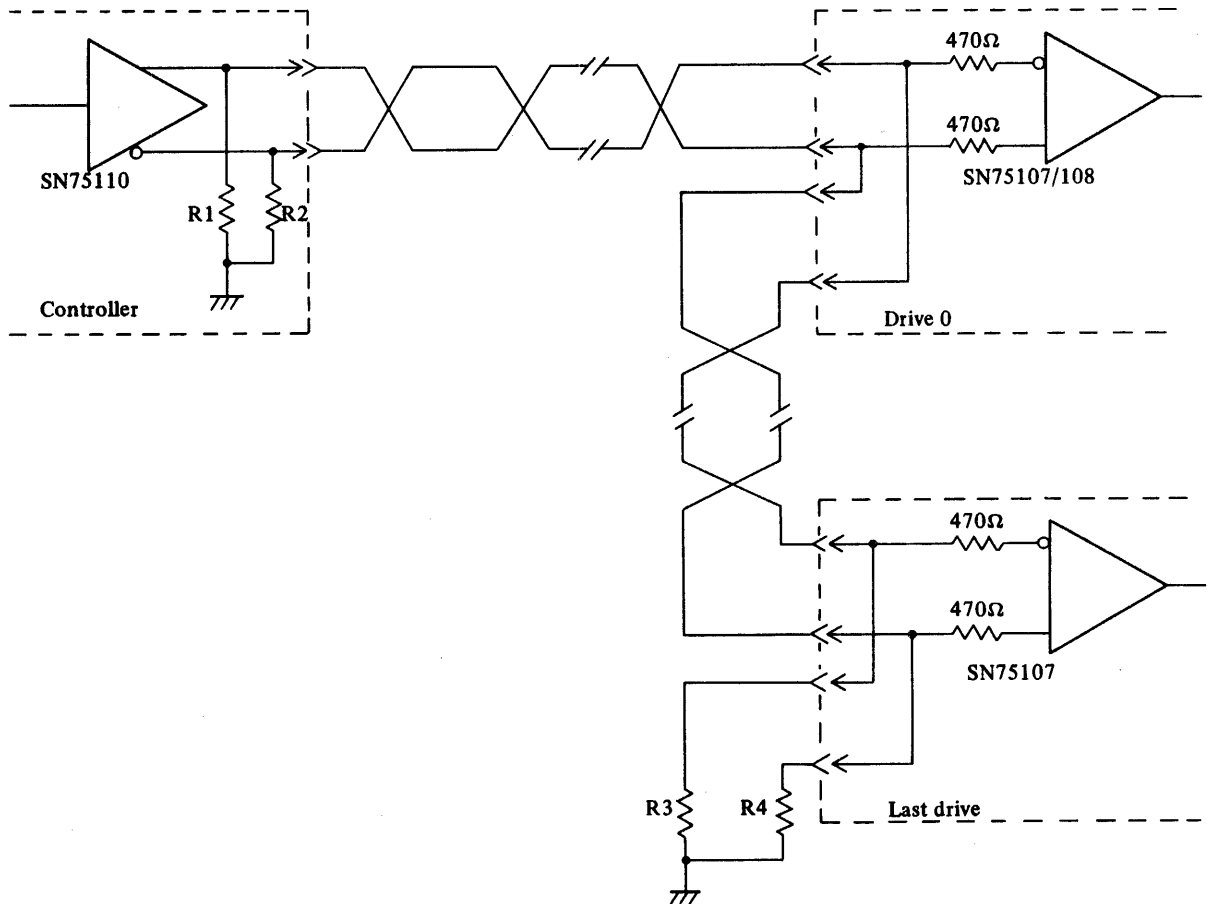 470Ω
470Ω
SN75110
SN75107/108
R1
R2
Controller
Drive 0
470Ω
470Ω
SN75107
R3
R4
Last drive